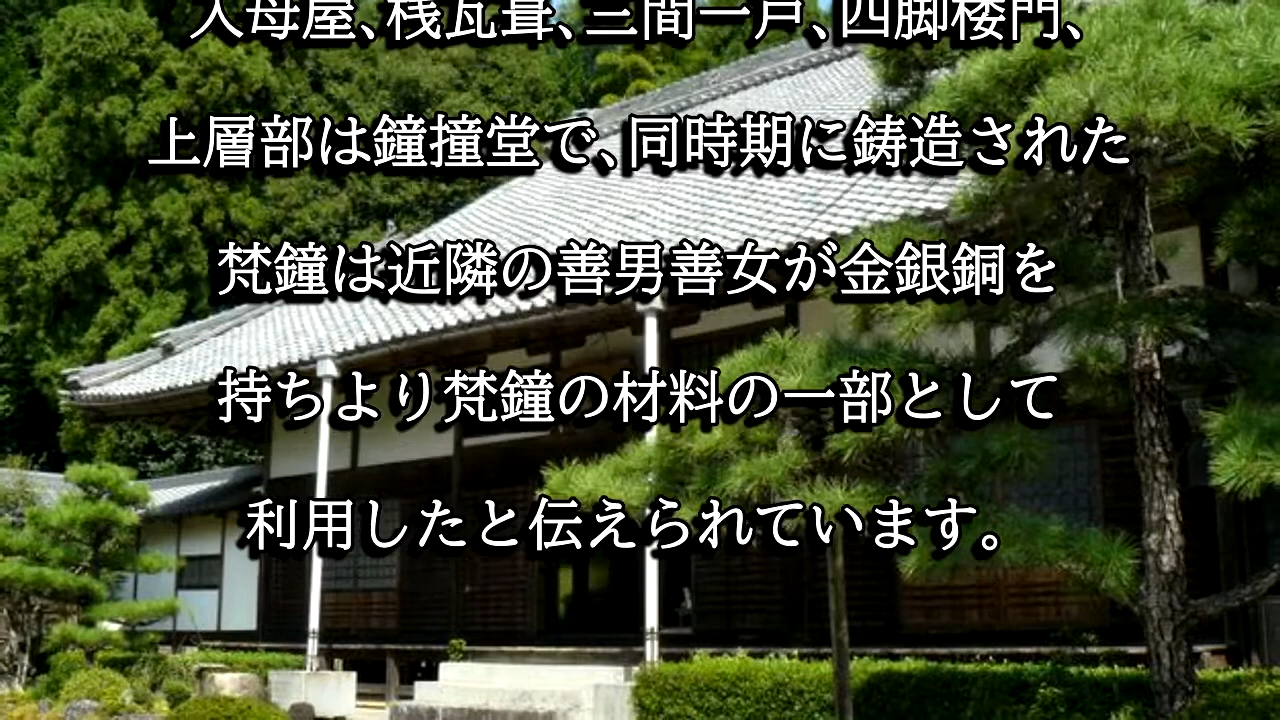 入母屋、桟瓦葺、三間一戸、四脚楼門、
上層部は鐘撞堂で、同時期に鋳造された
梵鐘は近隣の善男善女が金銀銅を
持ちより梵鐘の材料の一部として
利用したと伝えられています。